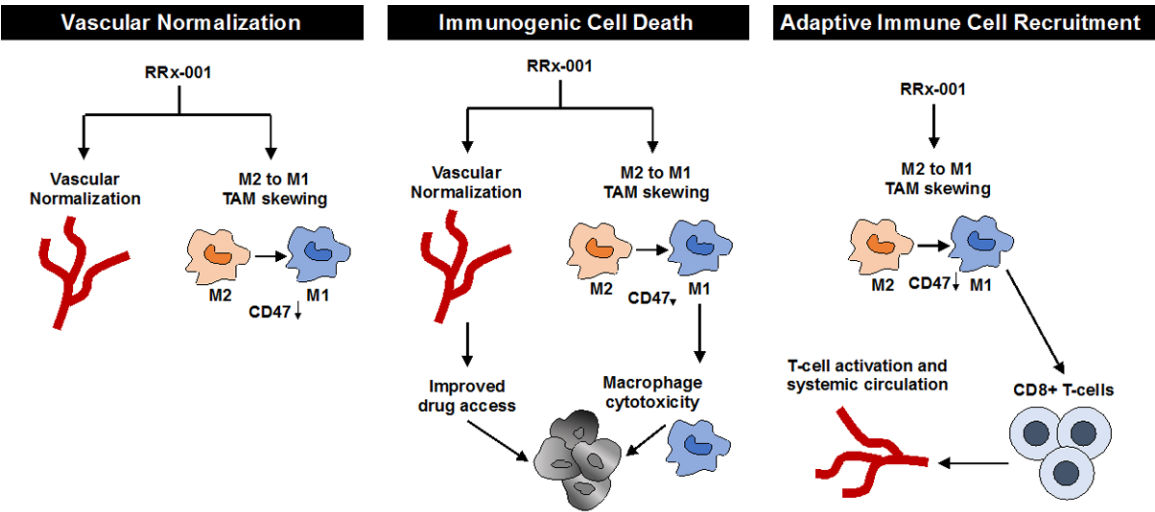 Vascular Normalization
RRx-001
Vascular
Normalization
M2 to M1
TAM skewing
M2
M1
CD47
Immunogenic Cell Death
RRx-001
Vascular
Normalization
M2 to M1
TAM skewing
M2
M1
CD47
Improved
drug access
Macrophage
cytotoxicity
Adaptive Immune Cell Recruitment
RRx-001
M2 to M1
TAM skewing
M2
CD47
M1
T-cell activation and
systemic circulation
CD8+ T-cells